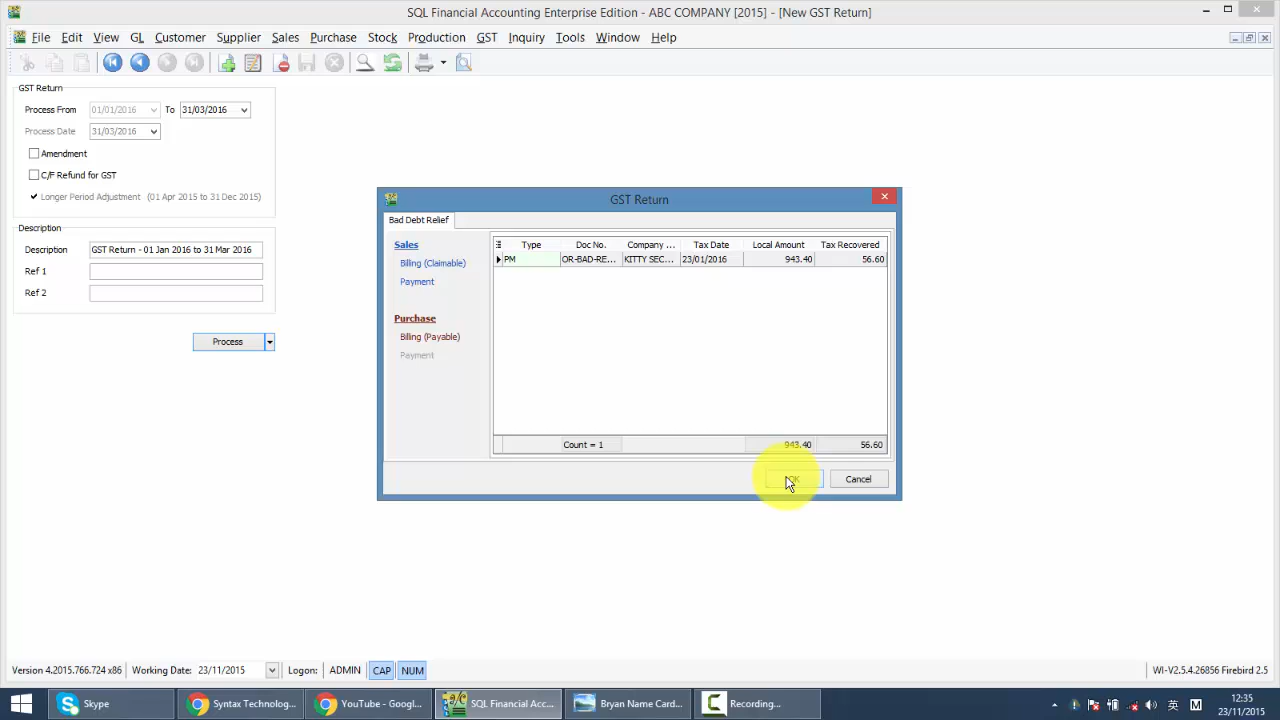 SQL Financial Accounting Enterprise Edition - ABC COMPANY [2015] - [New GST Return]
File Edit View GL Customer Supplier Sales Purchase Stock Production GST Inquiry Tools Window Help
GST Return
Process From 01/01/2016 To 31/03/2016
Process Date 31/03/2016
Amendment
C/F Refund for GST
Longer Period Adjustment (01 Apr 2015 to 31 Dec 2015)
Description
Description GST Return - 01 Jan 2016 to 31 Mar 2016
Ref 1
Ref 2
Process
GST Return
Bad Debt Relief
Sales
Billing (Claimable)
Payment
Purchase
Billing (Payable)
Payment
Type Doc No. Company ... Tax Date Local Amount Tax Recovered
PM OR-BAD-RE... KITTY SEC... 23/01/2016 943.40 56.60
Count = 1 943.40 56.60
OK Cancel
Version 4.2015.766.724 x86 Working Date: 23/11/2015 Logon: ADMIN CAP NUM WI-V2.5.4.26856 Firebird 2.5
Skype Syntax Technolog... YouTube - Googl... SQL Financial Acc... Bryan Name Card... Recording... 英 M 12:35
23/11/2015